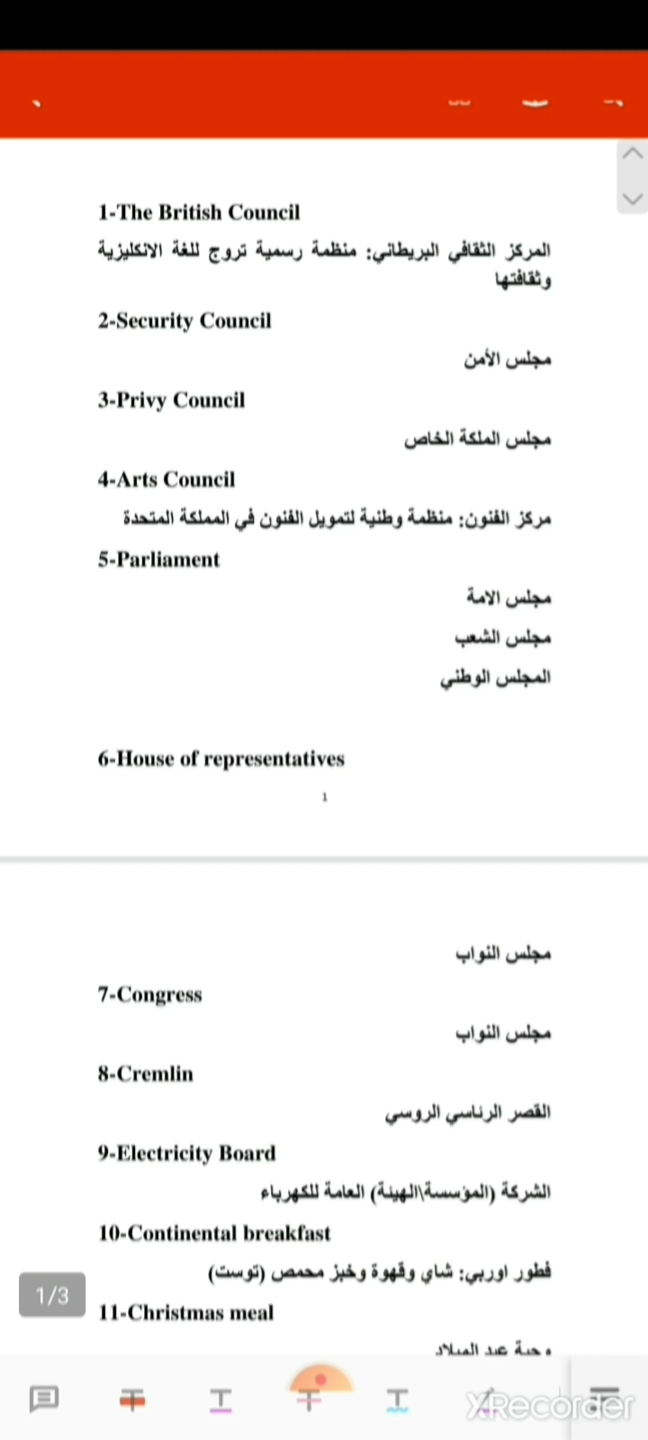 1-The British Council
المركز الثقافي البريطاني: منظمة رسمية تروج للغة الانكليزية
وثقافتها
2-Security Council
مجلس الأمن
3-Privy Council
مجلس الملكة الخاص
4-Arts Council
مركز الفنون: منظمة وطنية لتمويل الفنون في المملكة المتحدة
5-Parliament
مجلس الامة
مجلس الشعب
المجلس الوطني
6-House of representatives
1
مجلس النواب
7-Congress
مجلس النواب
8-Cremlin
القصر الرئاسي الروسي
9-Electricity Board
الشركة (المؤسسة\الهيئة) العامة للكهرباء
10-Continental breakfast
فطور اوربي: شاي وقهوة وخبز محمص (توست)
1/3
11-Christmas meal
وجبة عيد الميلاد
XRecorder